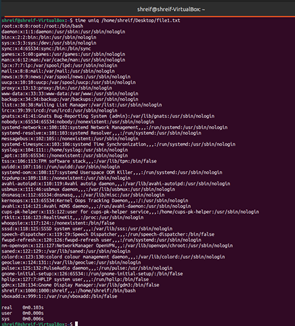 shreif@shreif-VirtualBox: ~
shreif@shreif-VirtualBox:~$ time uniq /home/shreif/Desktop/file1.txt
root:x:0:0:root:/root:/bin/bash
daemon:x:1:1:daemon:/usr/sbin:/usr/sbin/nologin
bin:x:2:2:bin:/bin:/usr/sbin/nologin
sys:x:3:3:sys:/dev:/usr/sbin/nologin
sync:x:4:65534:sync:/bin:/bin/sync
games:x:5:60:games:/usr/games:/usr/sbin/nologin
man:x:6:12:man:/var/cache/man:/usr/sbin/nologin
lp:x:7:7:lp:/var/spool/lpd:/usr/sbin/nologin
mail:x:8:8:mail:/var/mail:/usr/sbin/nologin
news:x:9:9:news:/var/spool/news:/usr/sbin/nologin
uucp:x:10:10:uucp:/var/spool/uucp:/usr/sbin/nologin
proxy:x:13:13:proxy:/bin:/usr/sbin/nologin
www-data:x:33:33:www-data:/var/www:/usr/sbin/nologin
backup:x:34:34:backup:/var/backups:/usr/sbin/nologin
list:x:38:38:Mailing List Manager:/var/list:/usr/sbin/nologin
irc:x:39:39:ircd:/run/ircd:/usr/sbin/nologin
gnats:x:41:41:Gnats Bug-Reporting System (admin):/var/lib/gnats:/usr/sbin/nologin
nobody:x:65534:65534:nobody:/nonexistent:/usr/sbin/nologin
systemd-network:x:100:102:systemd Network Management,,,:/run/systemd:/usr/sbin/nologin
systemd-resolve:x:101:103:systemd Resolver,,,:/run/systemd:/usr/sbin/nologin
messagebus:x:102:105::/nonexistent:/usr/sbin/nologin
systemd-timesync:x:103:106:systemd Time Synchronization,,,:/run/systemd:/usr/sbin/nologin
syslog:x:104:111::/home/syslog:/usr/sbin/nologin
_apt:x:105:65534::/nonexistent:/usr/sbin/nologin
tss:x:106:113:TPM software stack,,,:/var/lib/tpm:/bin/false
uuidd:x:107:116::/run/uuidd:/usr/sbin/nologin
systemd-oom:x:108:117:systemd Userspace OOM Killer,,,:/run/systemd:/usr/sbin/nologin
tcpdump:x:109:118::/nonexistent:/usr/sbin/nologin
avahi-autoipd:x:110:119:Avahi autoip daemon,,,:/var/lib/avahi-autoipd:/usr/sbin/nologin
usbmux:x:111:46:usbmux daemon,,,:/var/lib/usbmux:/usr/sbin/nologin
dnsmasq:x:112:65534:dnsmasq,,,:/var/lib/misc:/usr/sbin/nologin
kernoops:x:113:65534:Kernel Oops Tracking Daemon,,,:/:/usr/sbin/nologin
avahi:x:114:121:Avahi mDNS daemon,,,:/run/avahi-daemon:/usr/sbin/nologin
cups-pk-helper:x:115:122:user for cups-pk-helper service,,,:/home/cups-pk-helper:/usr/sbin/nologin
rtkit:x:116:123:RealtimeKit,,,:/proc:/usr/sbin/nologin
whoopsie:x:117:124::/nonexistent:/bin/false
sssd:x:118:125:SSSD system user,,,:/var/lib/sss:/usr/sbin/nologin
speech-dispatcher:x:119:29:Speech Dispatcher,,,:/run/speech-dispatcher:/bin/false
fwupd-refresh:x:120:126:fwupd-refresh user,,,:/run/systemd:/usr/sbin/nologin
nm-openvpn:x:121:127:NetworkManager OpenVPN,,,:/var/lib/openvpn/chroot:/usr/sbin/nologin
saned:x:122:129::/var/lib/saned:/usr/sbin/nologin
colord:x:123:130:colord colour management daemon,,,:/var/lib/colord:/usr/sbin/nologin
geoclue:x:124:131::/var/lib/geoclue:/usr/sbin/nologin
pulse:x:125:132:PulseAudio daemon,,,:/run/pulse:/usr/sbin/nologin
gnome-initial-setup:x:126:65534::/run/gnome-initial-setup/:/bin/false
hplip:x:127:7:HPLIP system user,,,:/run/hplip:/bin/false
gdm:x:128:134:Gnome Display Manager:/var/lib/gdm3:/bin/false
shreif:x:1000:1000:shreif,,,:/home/shreif:/bin/bash
vboxadd:x:999:1::/var/run/vboxadd:/bin/false
real 0m0.103s
user 0m0.000s
sys 0m0.006s
shreif@shreif-VirtualBox:~$